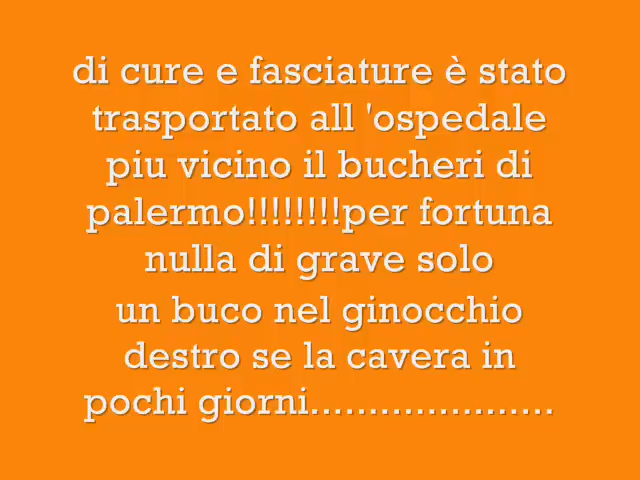 di cure e fasciature è stato
trasportato all 'ospedale
piu vicino il bucheri di
palermo!!!!!!!!per fortuna
nulla di grave solo
un buco nel ginocchio
destro se la cavera in
pochi giorni.....................